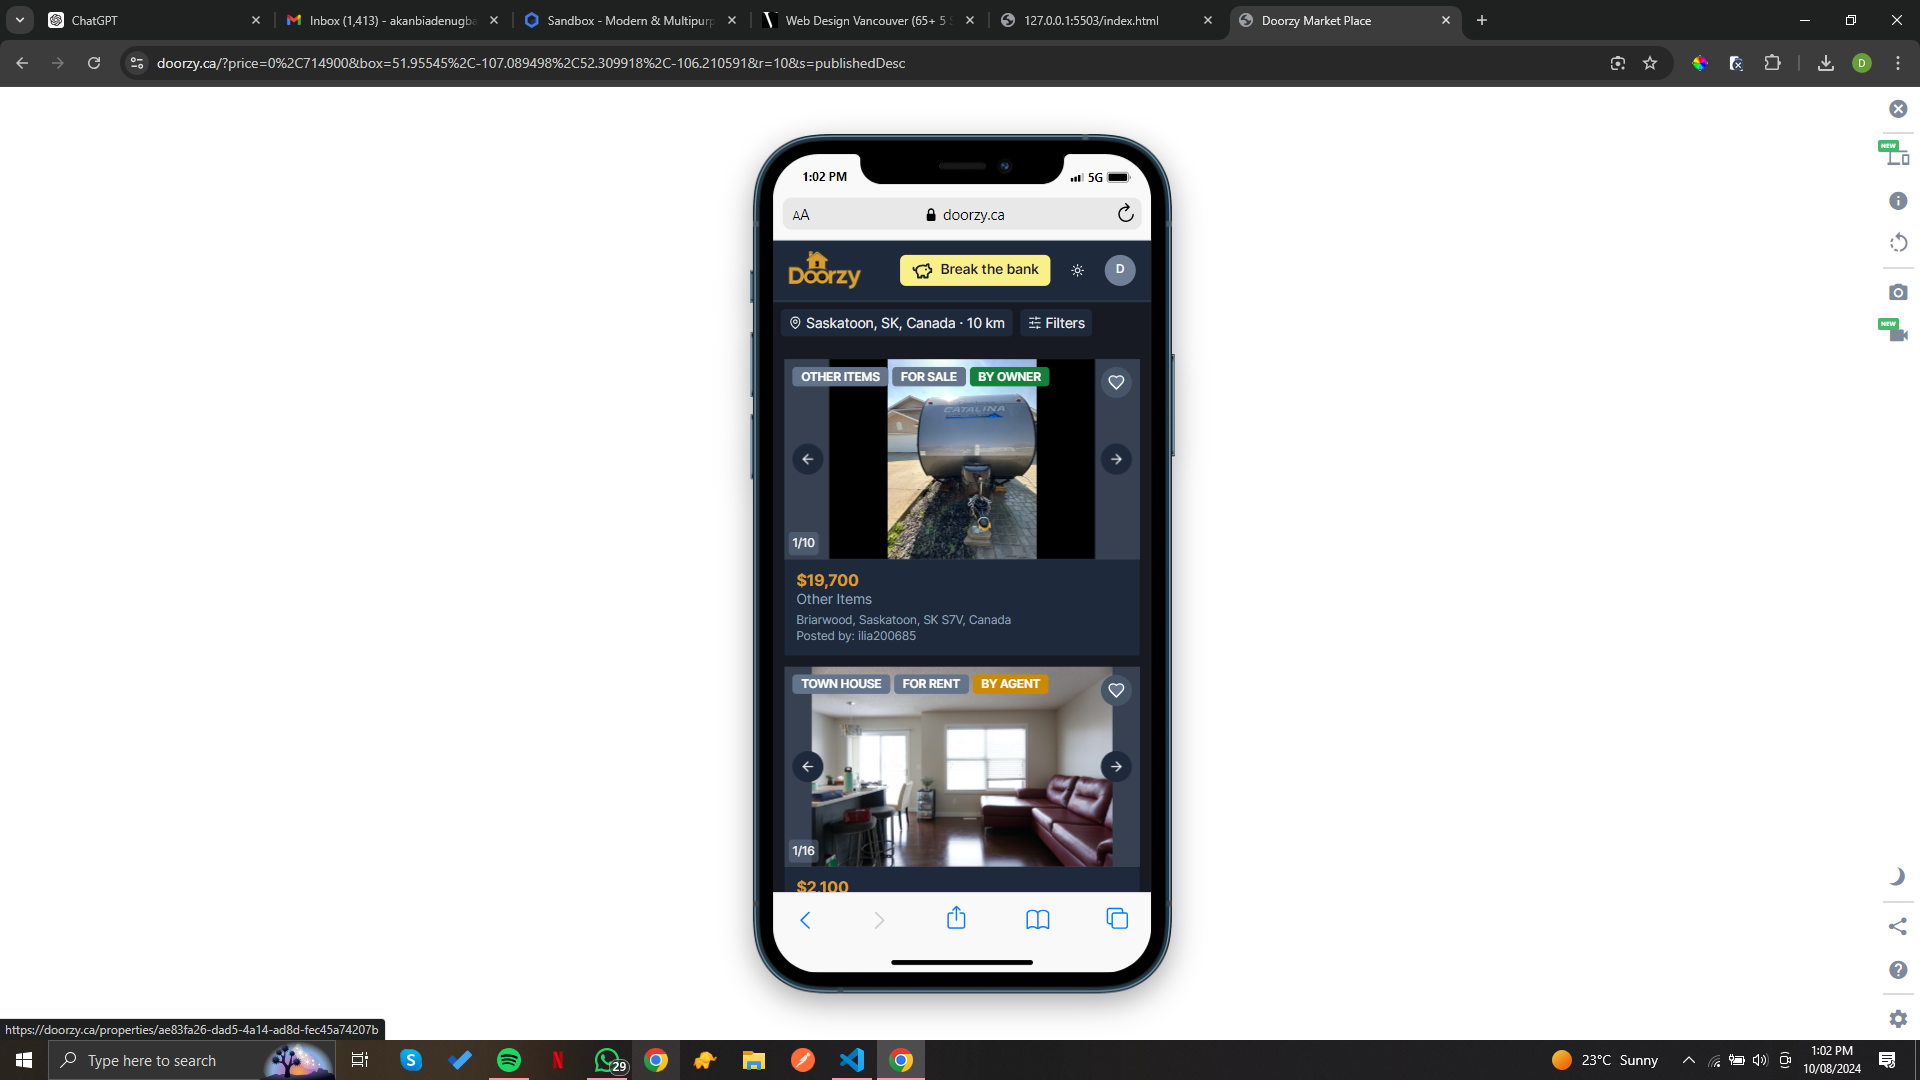 ChatGPT
Inbox (1,413) - akanbiadenugba
Sandbox - Modern & Multipurp
Web Design Vancouver (65+ 5 S
127.0.0.1:5503/index.html
Doorzy Market Place
doorzy.ca/?price=0%2C714900&box=51.95545%2C-107.089498%2C52.309918%2C-106.210591&r=10&s=publishedDesc
D
NEW
NEW
1:02 PM
5G
AA
doorzy.ca
Doorzy
Break the bank
D
Saskatoon, SK, Canada · 10 km
Filters
OTHER ITEMS
FOR SALE
BY OWNER
CATALINA
1/10
$19,700
Other Items
Briarwood, Saskatoon, SK S7V, Canada
Posted by: ilia200685
TOWN HOUSE
FOR RENT
BY AGENT
1/16
$2,100
https://doorzy.ca/properties/ae83fa26-dad5-4a14-ad8d-fec45a74207b
Type here to search
29
23°C Sunny
1:02 PM
10/08/2024